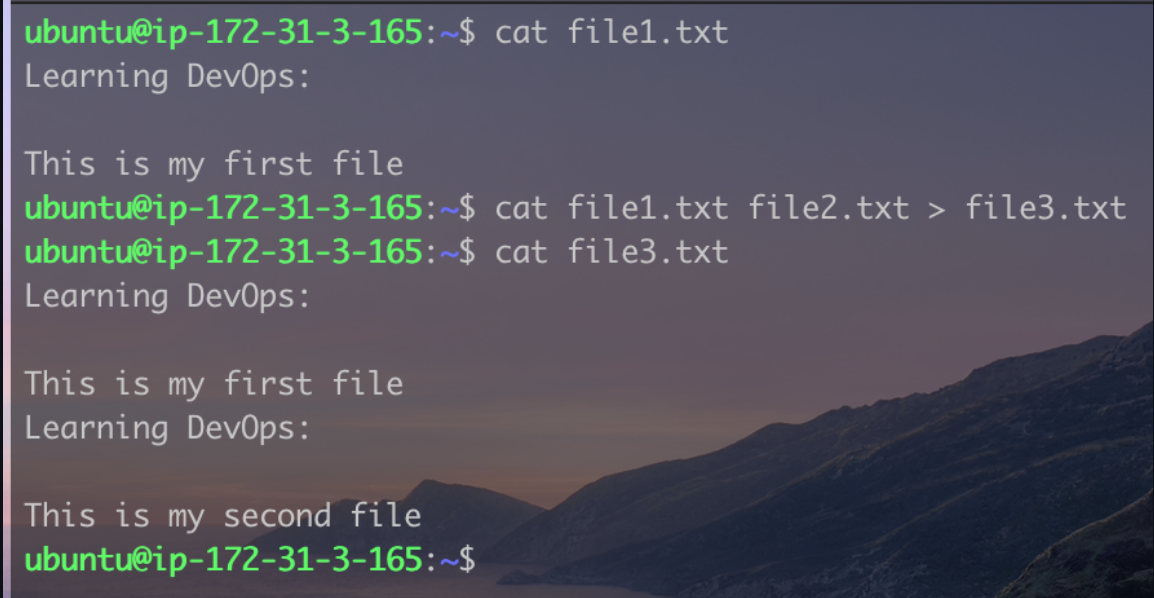 ubuntu@ip-172-31-3-165:~$ cat file1.txt
Learning DevOps:

This is my first file
ubuntu@ip-172-31-3-165:~$ cat file1.txt file2.txt > file3.txt
ubuntu@ip-172-31-3-165:~$ cat file3.txt
Learning DevOps:

This is my first file
Learning DevOps:

This is my second file
ubuntu@ip-172-31-3-165:~$